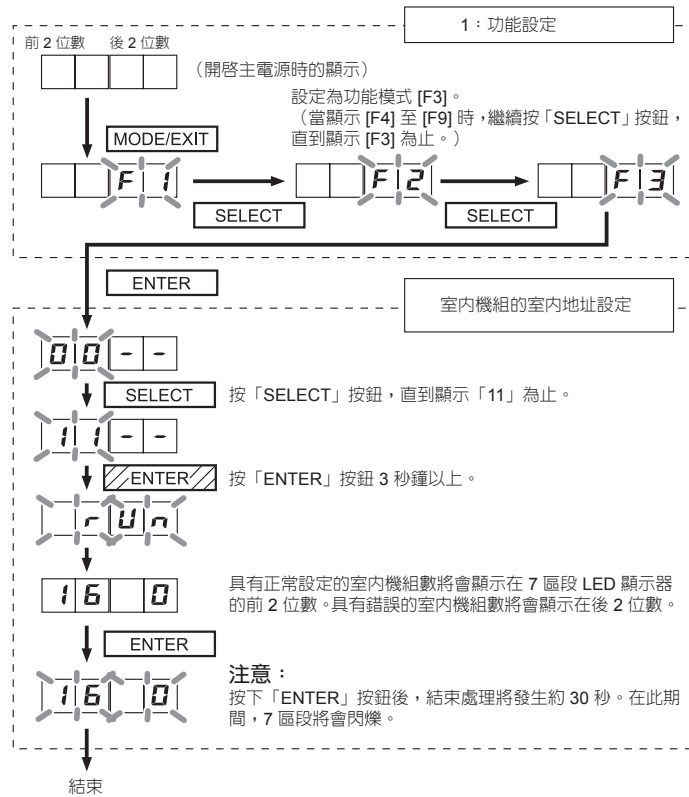 1：功能設定
前 2 位數　後 2 位數
（開啓主電源時的顯示）
設定為功能模式 [F3]。
（當顯示 [F4] 至 [F9] 時，繼續按「SELECT」按鈕，
直到顯示 [F3] 為止。）
MODE/EXIT
F 1
F 2
F 3
SELECT
SELECT
ENTER
室內機組的室內地址設定
0 0 - -
SELECT
按「SELECT」按鈕，直到顯示「11」為止。
1 1 - -
ENTER
按「ENTER」按鈕 3 秒鐘以上。
r U n
1 6 0
具有正常設定的室內機組數將會顯示在 7 區段 LED 顯示器
的前 2 位數。具有錯誤的室內機組數將會顯示在後 2 位數。
ENTER
1 6 0
注意：
按下「ENTER」按鈕後，結束處理將發生約 30 秒。在此期
間，7 區段將會閃爍。
結束